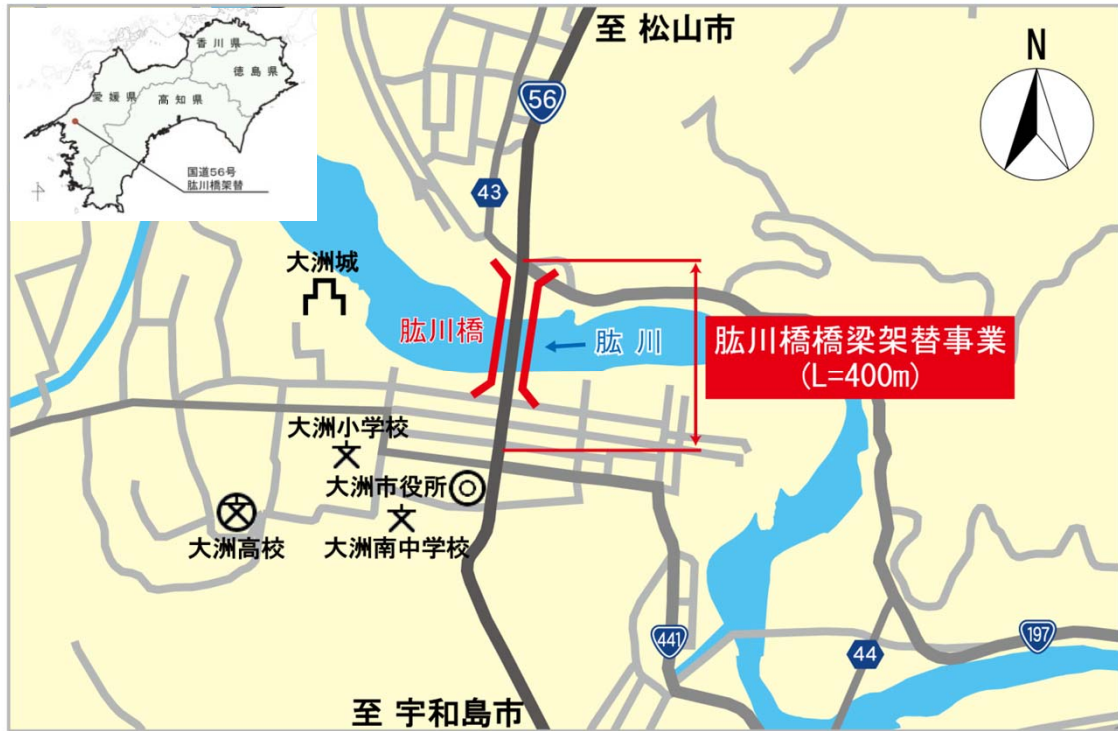 香川県
徳島県
愛媛県
高知県
国道56号
肱川橋架替
至 松山市
N
56
43
大洲城
肱川橋
肱 川
肱川橋橋梁架替事業
(L=400m)
大洲小学校
大洲市役所
大洲高校
大洲南中学校
441
44
197
至 宇和島市